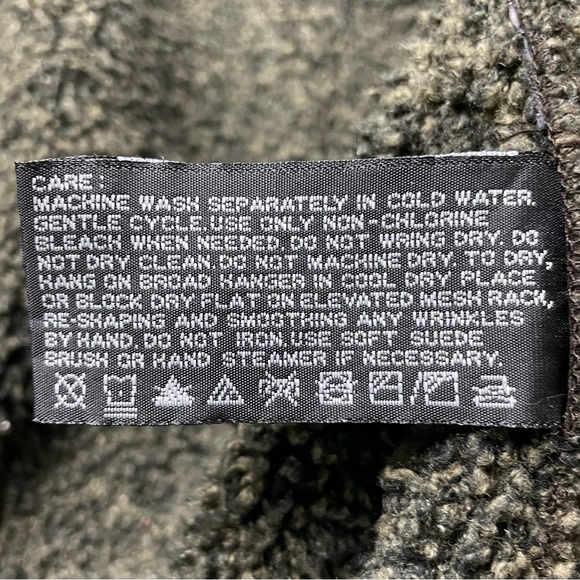 CARE:
MACHINE WASH SEPARATELY IN COLD WATER.
GENTLE CYCLE.USE ONLY NON-CHLORINE
BLEACH WHEN NEEDED. DO NOT WRING DRY. DO
NOT DRY CLEAN.DO NOT MACHINE DRY. TO DRY,
HANG ON BROAD HANGER IN COOL DRY PLACE
OR BLOCK DRY FLAT ON ELEVATED MESH RACK,
RE-SHAPING AND SMOOTHING ANY WRINKLES
BY HAND. DO NOT IRON.USE SOFT SUEDE
BRUSH OR HAND STEAMER IF NECESSARY.